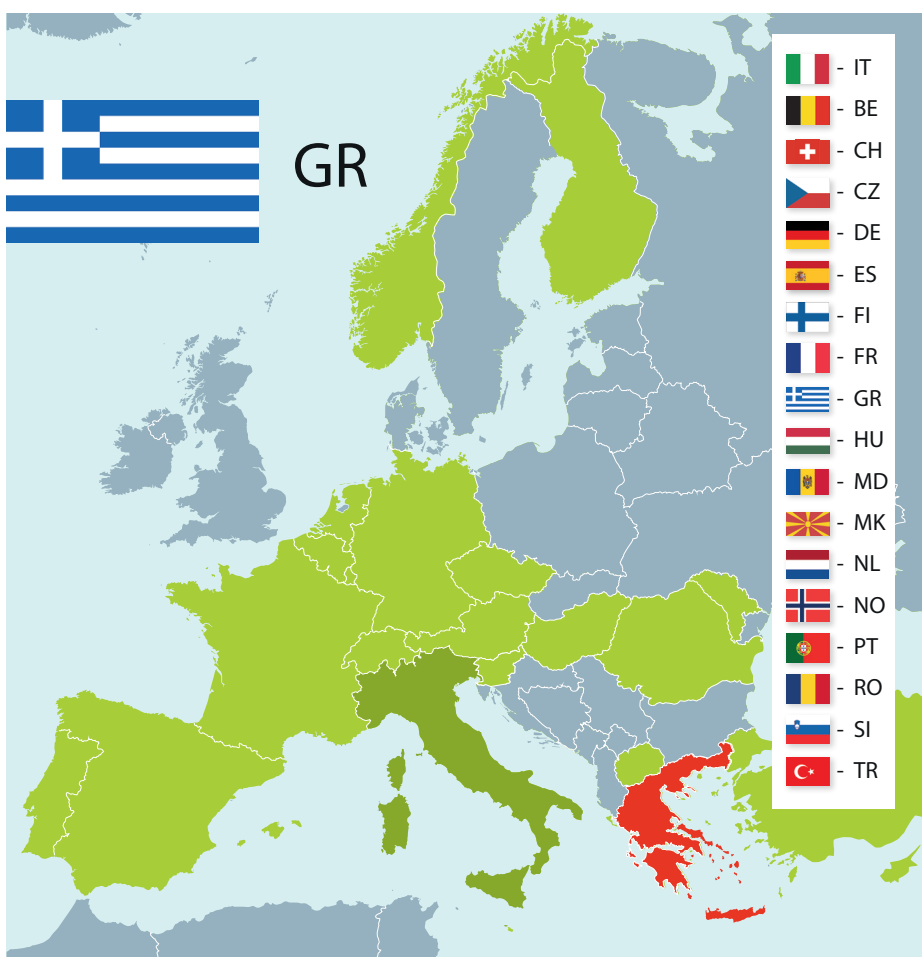 GR
- IT
- BE
- CH
- CZ
- DE
- ES
- FI
- FR
- GR
- HU
- MD
- MK
- NL
- NO
- PT
- RO
- SI
- TR